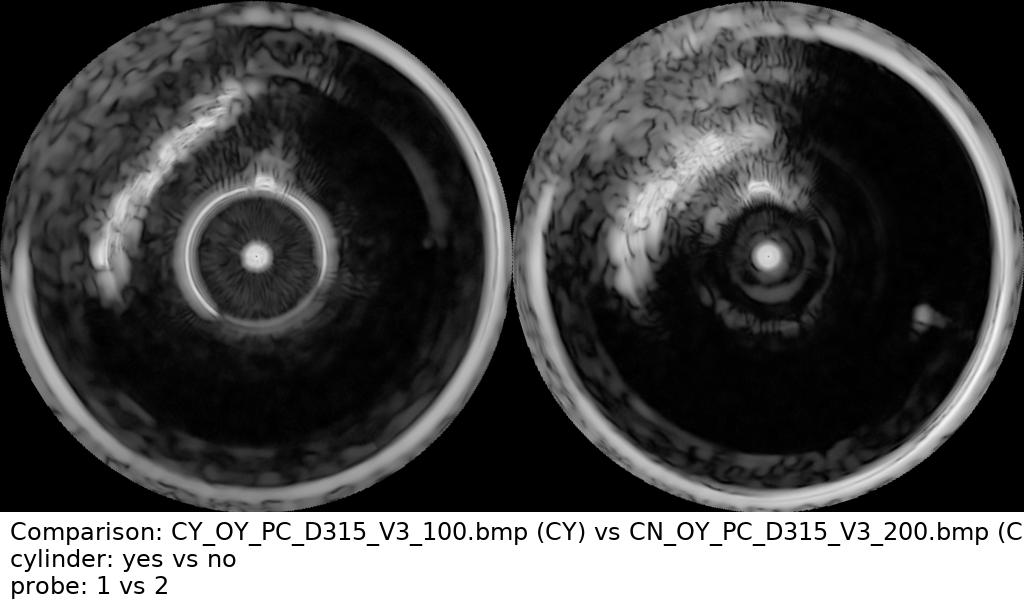 Comparison: CY_OY_PC_D315_V3_100.bmp (CY) vs CN_OY_PC_D315_V3_200.bmp (C
cylinder: yes vs no
probe: 1 vs 2